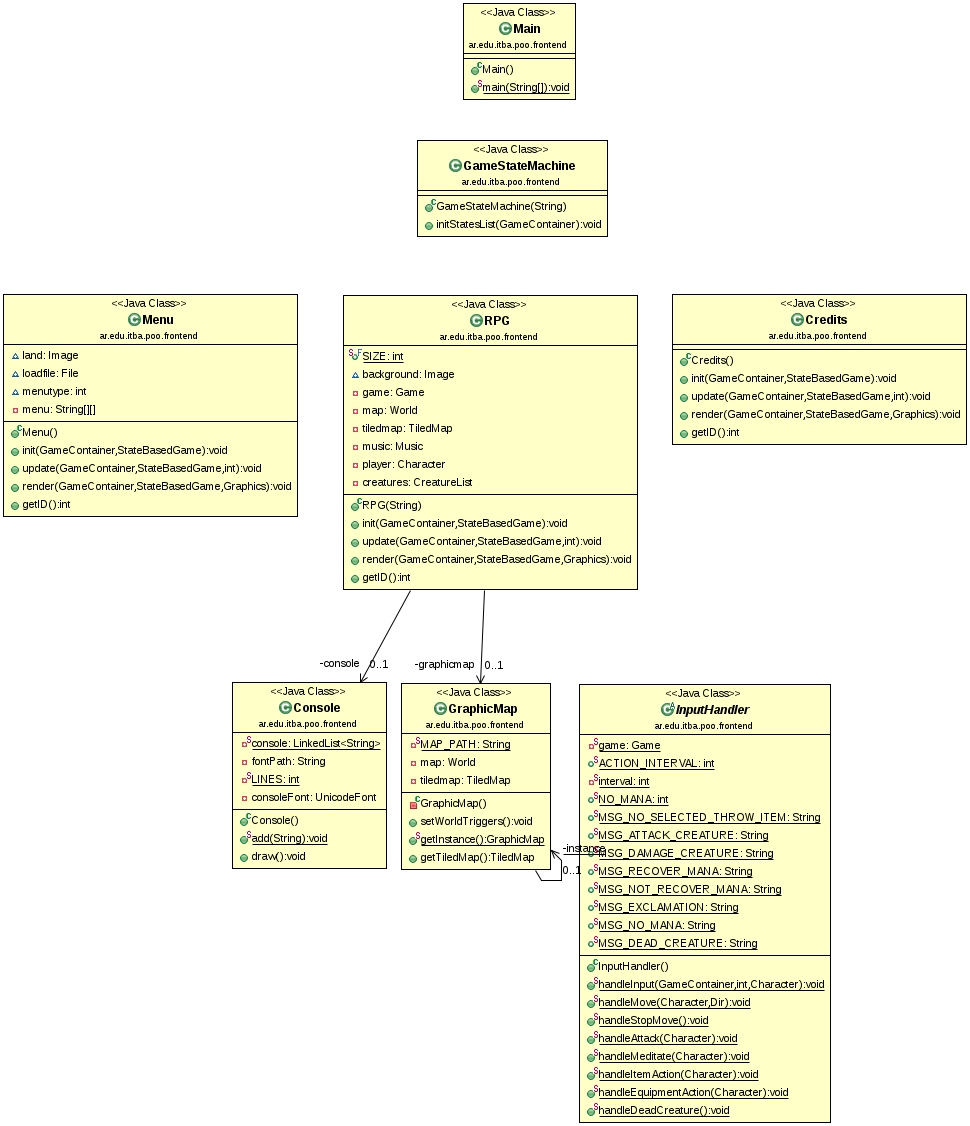 <<Java Class>>
Main
ar.edu.itba.poo.frontend
Main()
main(String[]):void
<<Java Class>>
GameStateMachine
ar.edu.itba.poo.frontend
GameStateMachine(String)
initStatesList(GameContainer):void
<<Java Class>>
Menu
ar.edu.itba.poo.frontend
land: Image
loadfile: File
menutype: int
menu: String[][]
Menu()
init(GameContainer,StateBasedGame):void
update(GameContainer,StateBasedGame,int):void
render(GameContainer,StateBasedGame,Graphics):void
getID():int
<<Java Class>>
RPG
ar.edu.itba.poo.frontend
SIZE: int
background: Image
game: Game
map: World
tiledmap: TiledMap
music: Music
player: Character
creatures: CreatureList
RPG(String)
init(GameContainer,StateBasedGame):void
update(GameContainer,StateBasedGame,int):void
render(GameContainer,StateBasedGame,Graphics):void
getID():int
<<Java Class>>
Credits
ar.edu.itba.poo.frontend
Credits()
init(GameContainer,StateBasedGame):void
update(GameContainer,StateBasedGame,int):void
render(GameContainer,StateBasedGame,Graphics):void
getID():int
-console 0..1
-graphicmap 0..1
<<Java Class>>
Console
ar.edu.itba.poo.frontend
console: LinkedList<String>
fontPath: String
LINES: int
consoleFont: UnicodeFont
Console()
add(String):void
draw():void
<<Java Class>>
GraphicMap
ar.edu.itba.poo.frontend
MAP_PATH: String
map: World
tiledmap: TiledMap
GraphicMap()
setWorldTriggers():void
getInstance():GraphicMap
getTiledMap():TiledMap
-instance
0..1
<<Java Class>>
InputHandler
ar.edu.itba.poo.frontend
game: Game
ACTION_INTERVAL: int
interval: int
NO_MANA: int
MSG_NO_SELECTED_THROW_ITEM: String
MSG_ATTACK_CREATURE: String
MSG_DAMAGE_CREATURE: String
MSG_RECOVER_MANA: String
MSG_NOT_RECOVER_MANA: String
MSG_EXCLAMATION: String
MSG_NO_MANA: String
MSG_DEAD_CREATURE: String
InputHandler()
handleInput(GameContainer,int,Character):void
handleMove(Character,Dir):void
handleStopMove():void
handleAttack(Character):void
handleMeditate(Character):void
handleItemAction(Character):void
handleEquipmentAction(Character):void
handleDeadCreature():void